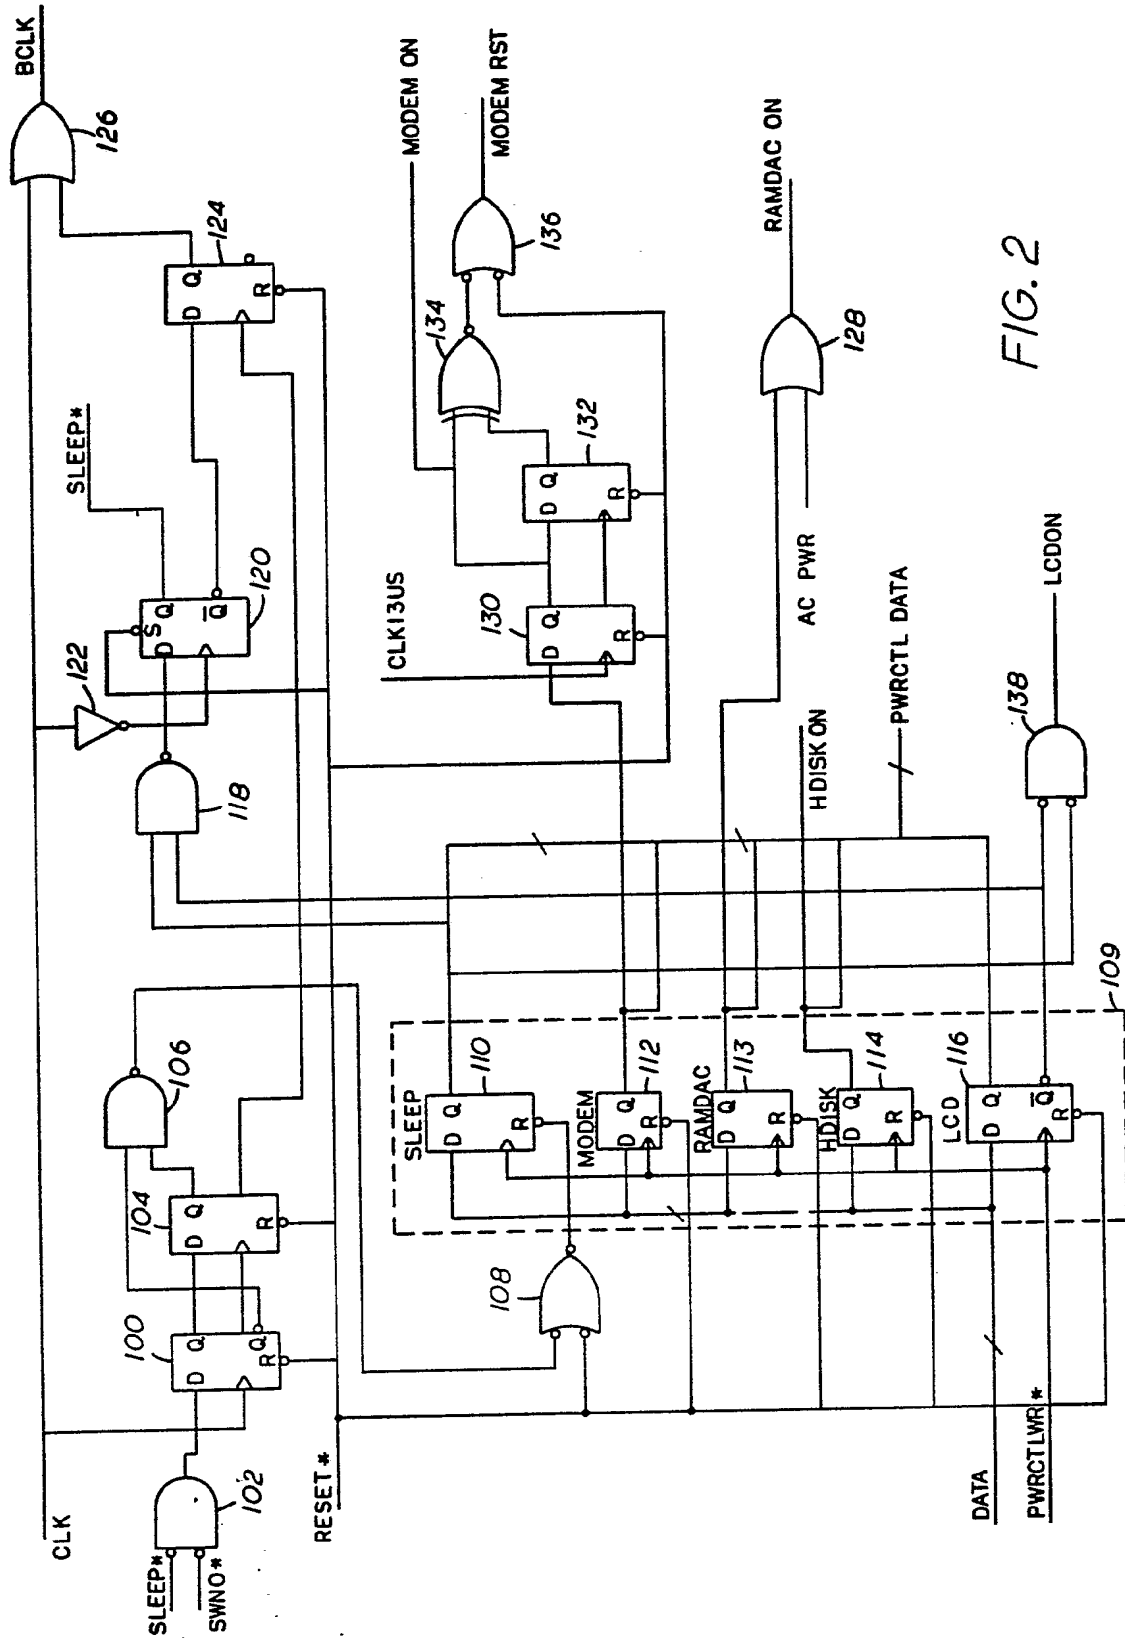 CLK
BCLK
126
SLEEP*
SWNO*
102
100
D Q
Q
R
104
D Q
R
106
118
122
S
D Q
Q
120
SLEEP*
D Q
R
124
RESET*
CLK13US
MODEM ON
SLEEP
110
D Q
R
130
D Q
R
132
D Q
R
134
136
MODEM RST
108
MODEM
112
D Q
R
RAMDAC
113
D Q
R
AC PWR
128
RAMDAC ON
HDISK
114
D Q
R
HDISK ON
PWRCTL DATA
LCD
116
D Q
Q
R
138
LCDON
DATA
PWRCTLWR*
109
FIG. 2